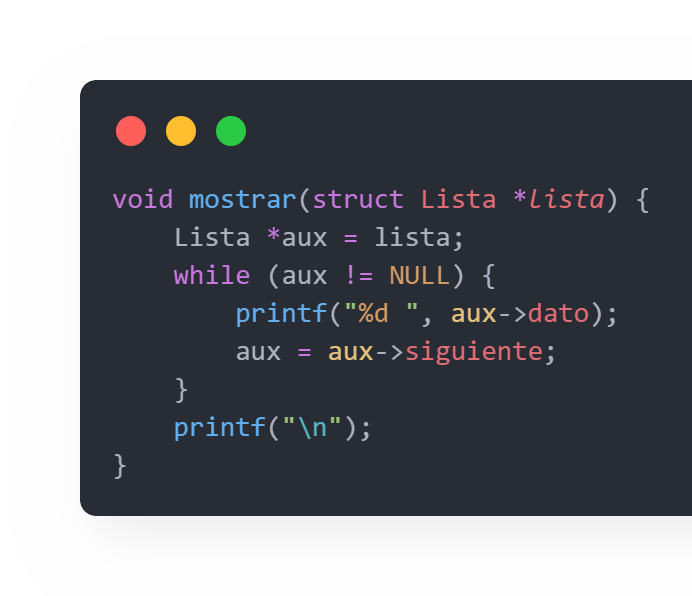 void mostrar(struct Lista *lista) {
    Lista *aux = lista;
    while (aux != NULL) {
        printf("%d ", aux->dato);
        aux = aux->siguiente;
    }
    printf("\n");
}